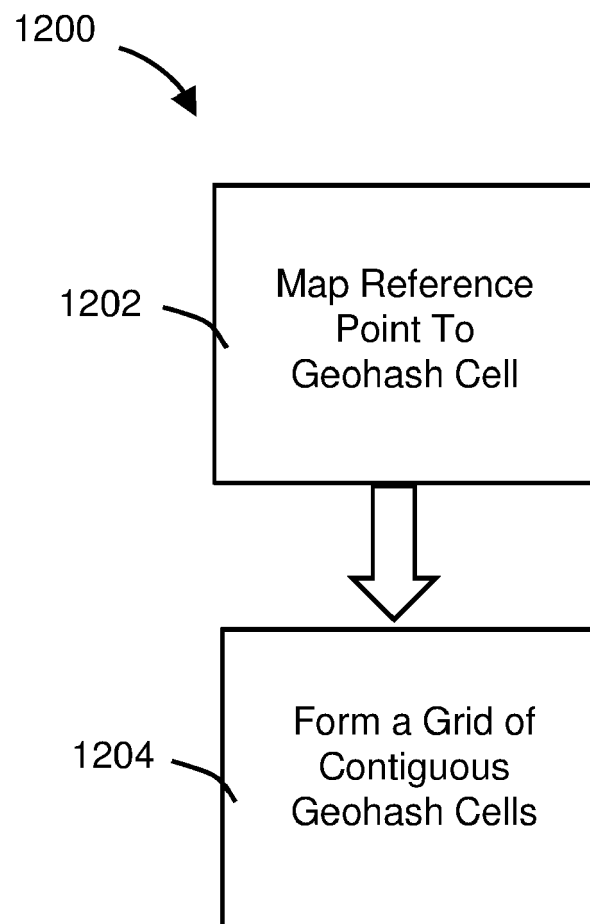 1200
1202
Map Reference
Point To
Geohash Cell
1204
Form a Grid of
Contiguous
Geohash Cells